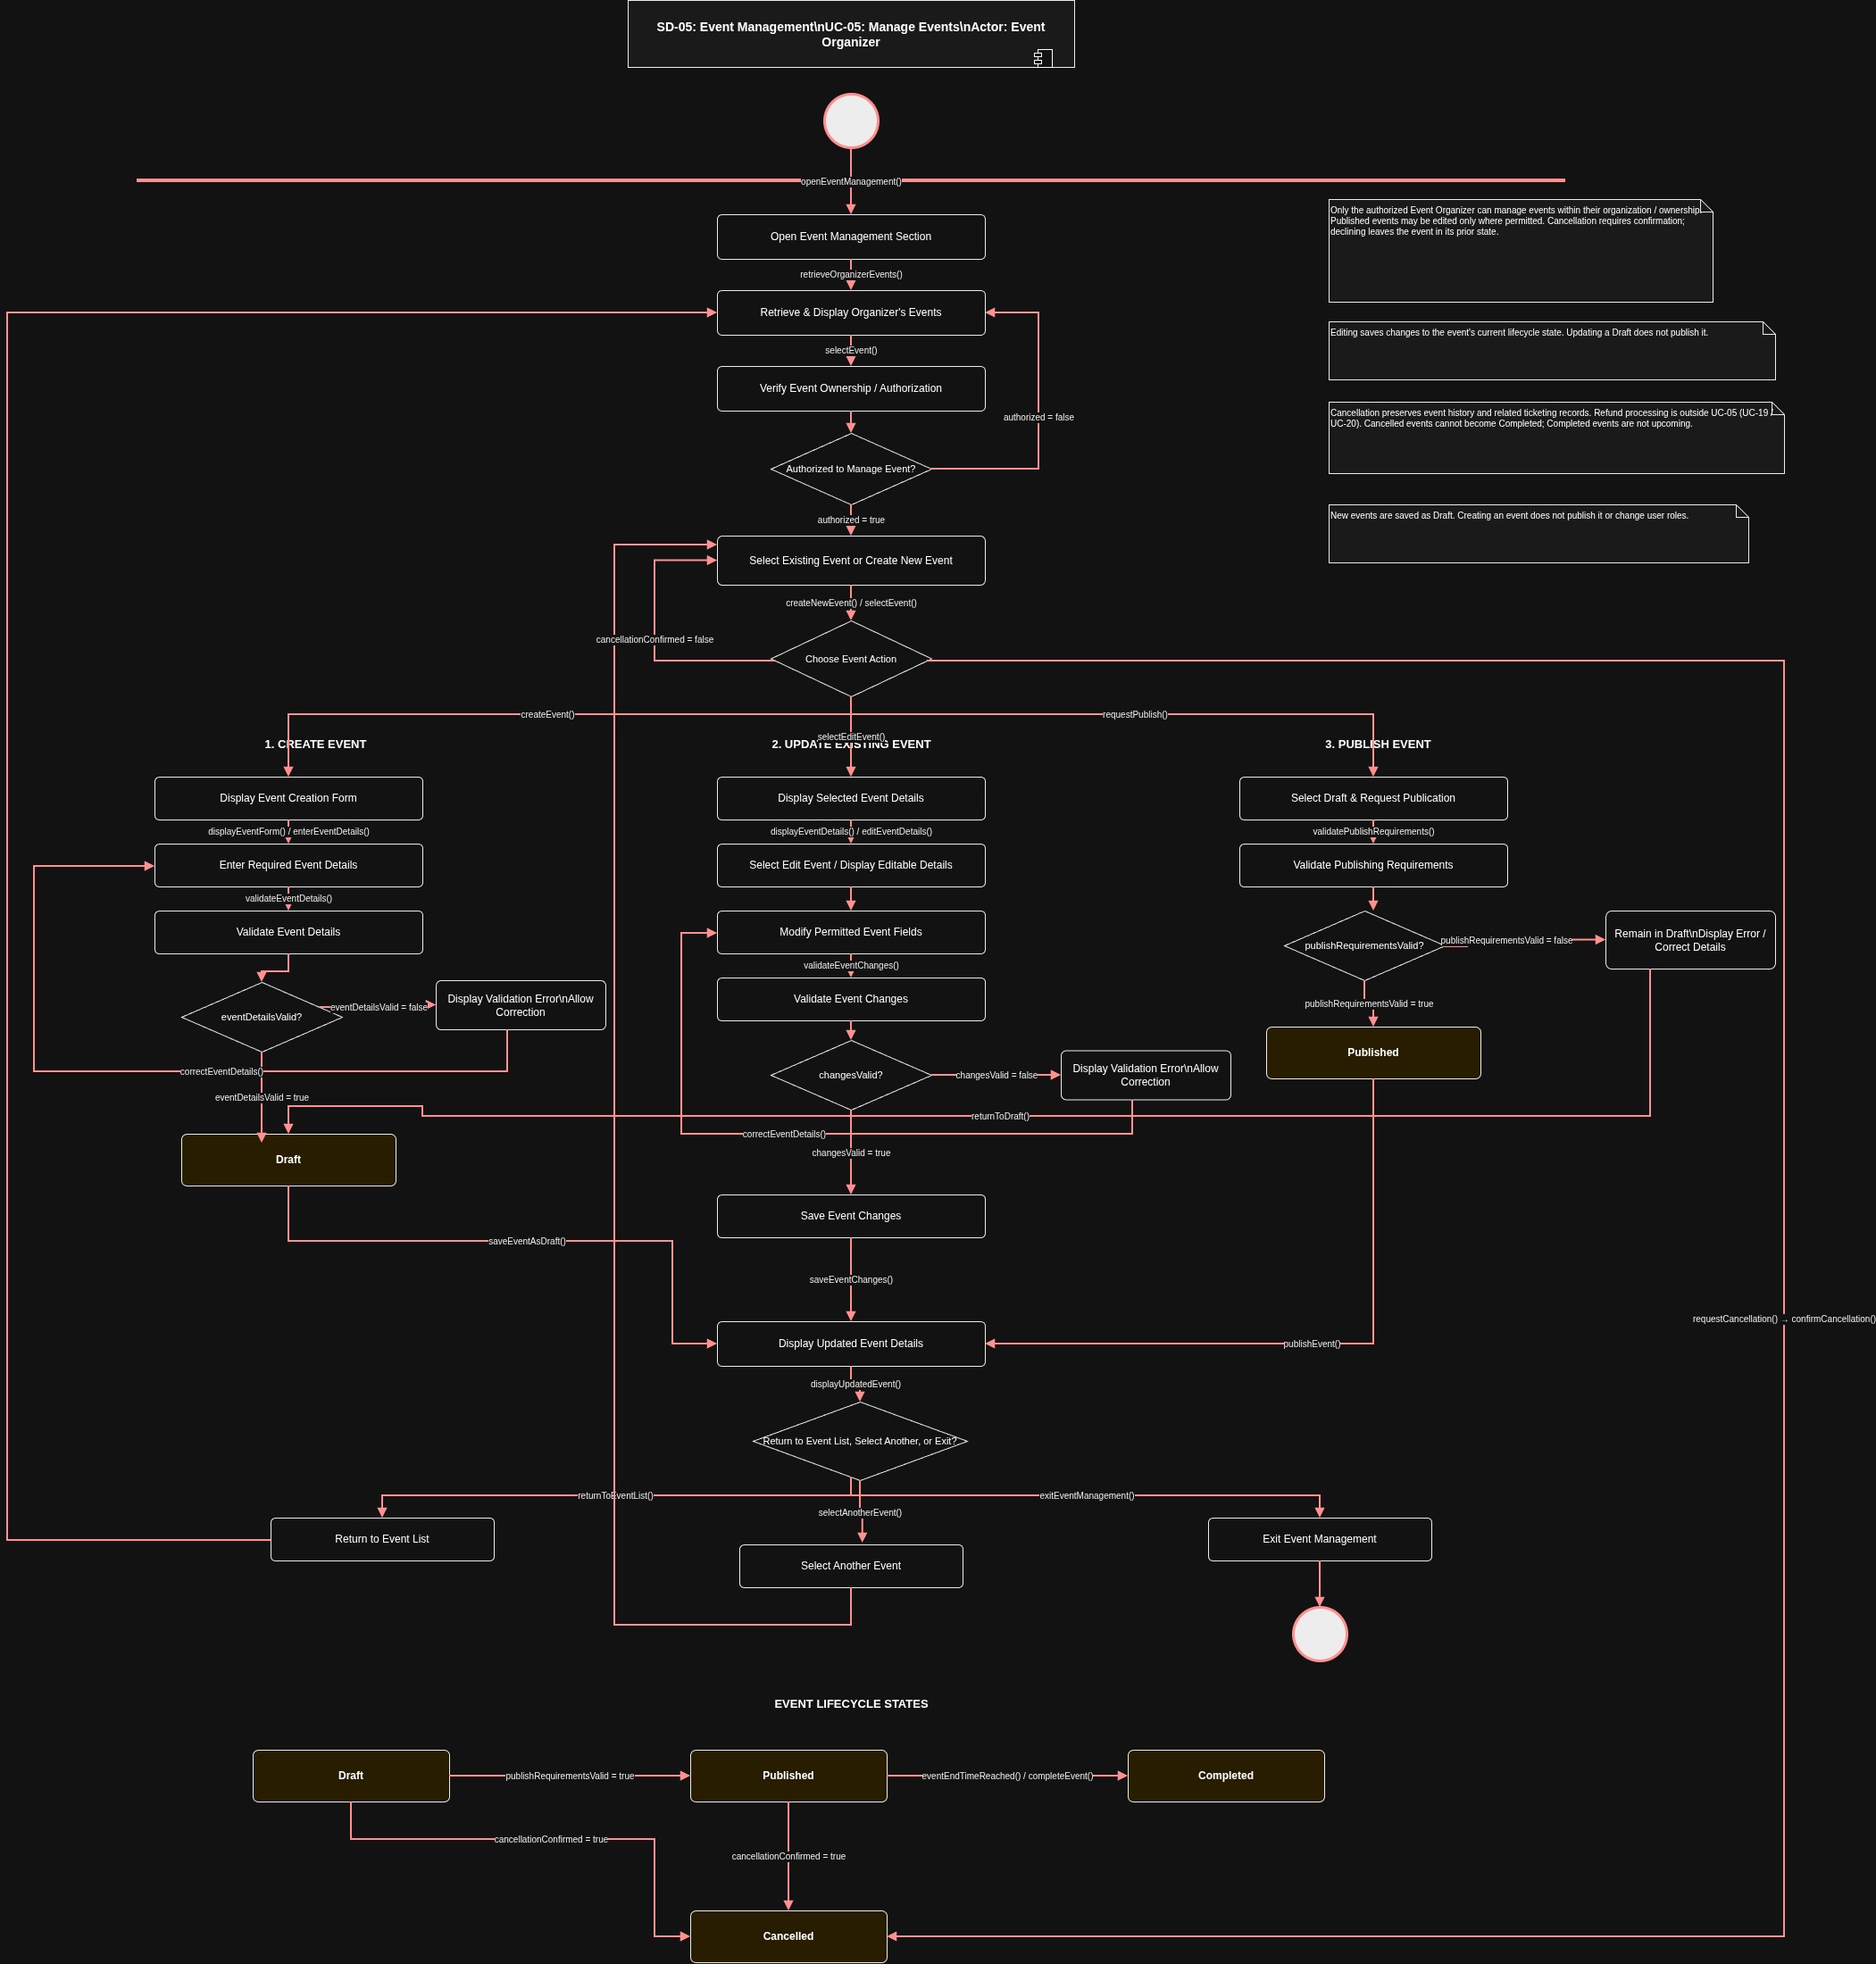 SD-05: Event Management\nUC-05: Manage Events\nActor: Event
Organizer
openEventManagement()
Open Event Management Section
Only the authorized Event Organizer can manage events within their organization / ownership.
Published events may be edited only where permitted. Cancellation requires confirmation;
declining leaves the event in its prior state.
retrieveOrganizerEvents()
Retrieve & Display Organizer's Events
Editing saves changes to the event's current lifecycle state. Updating a Draft does not publish it.
selectEvent()
Verify Event Ownership / Authorization
authorized = false
Cancellation preserves event history and related ticketing records. Refund processing is outside UC-05 (UC-19 /
UC-20). Cancelled events cannot become Completed; Completed events are not upcoming.
Authorized to Manage Event?
authorized = true
New events are saved as Draft. Creating an event does not publish it or change user roles.
Select Existing Event or Create New Event
createNewEvent() / selectEvent()
cancellationConfirmed = false
Choose Event Action
createEvent()
requestPublish()
selectEditEvent()
1. CREATE EVENT
2. UPDATE EXISTING EVENT
3. PUBLISH EVENT
Display Event Creation Form
Display Selected Event Details
Select Draft & Request Publication
displayEventForm() / enterEventDetails()
displayEventDetails() / editEventDetails()
validatePublishRequirements()
Enter Required Event Details
Select Edit Event / Display Editable Details
Validate Publishing Requirements
validateEventDetails()
Validate Event Details
Modify Permitted Event Fields
publishRequirementsValid?
publishRequirementsValid = false
Remain in Draft\nDisplay Error /
Correct Details
validateEventChanges()
Validate Event Changes
eventDetailsValid?
eventDetailsValid = false
Display Validation Error\nAllow
Correction
publishRequirementsValid = true
Published
correctEventDetails()
changesValid?
changesValid = false
Display Validation Error\nAllow
Correction
eventDetailsValid = true
returnToDraft()
correctEventDetails()
changesValid = true
Draft
Save Event Changes
saveEventAsDraft()
saveEventChanges()
requestCancellation() → confirmCancellation()
Display Updated Event Details
publishEvent()
displayUpdatedEvent()
Return to Event List, Select Another, or Exit?
returnToEventList()
exitEventManagement()
selectAnotherEvent()
Return to Event List
Exit Event Management
Select Another Event
EVENT LIFECYCLE STATES
Draft
publishRequirementsValid = true
Published
eventEndTimeReached() / completeEvent()
Completed
cancellationConfirmed = true
cancellationConfirmed = true
Cancelled